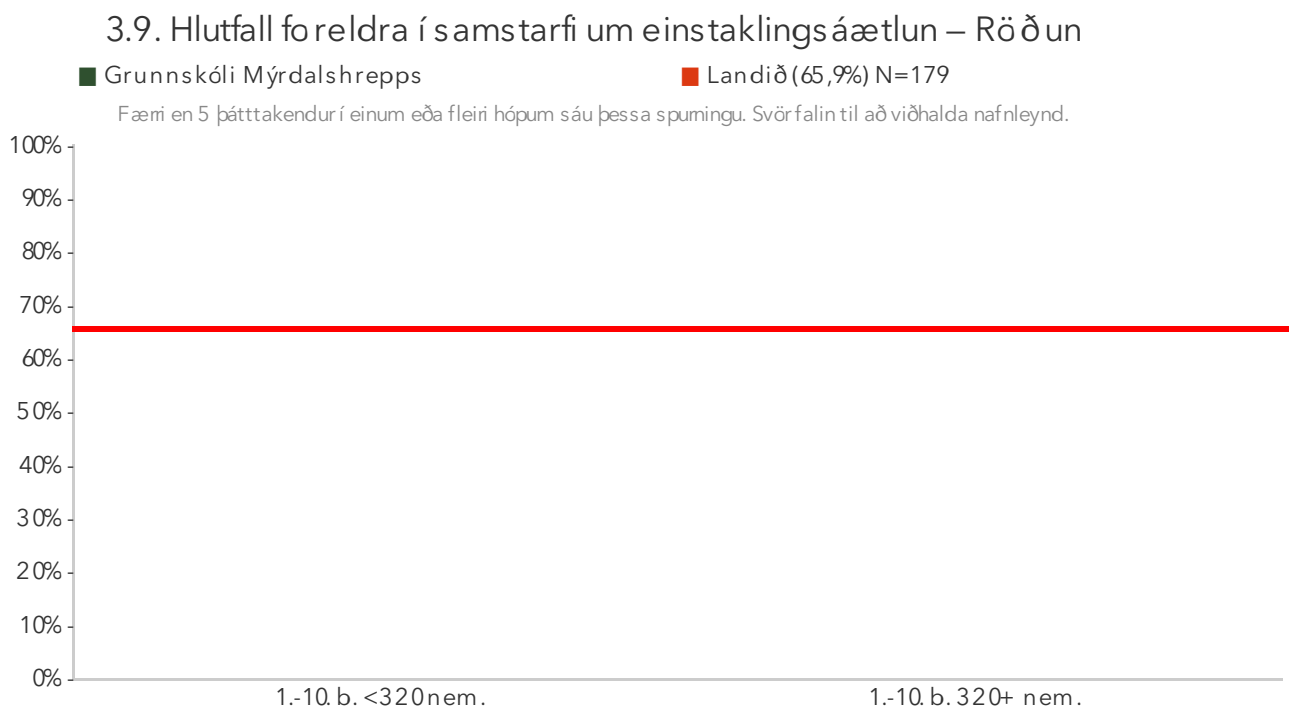 3.9. Hlutfall foreldra í samstarfi um einstaklingsáætlun – Röðun
Grunnskóli Mýrdalshrepps
Landið (65,9%) N=179
Færri en 5 þátttakendur í einum eða fleiri hópum sáu þessa spurningu. Svör falin til að viðhalda nafnleynd.
100%
90%
80%
70%
60%
50%
40%
30%
20%
10%
0%
1.-10. b. <320 nem.
1.-10. b. 320+ nem.